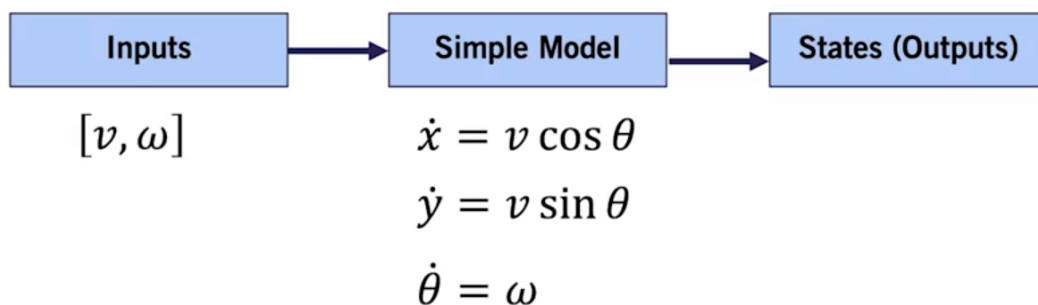 Inputs
Simple Model
States (Outputs)
[v, ω]
ẋ = v cos θ
ẏ = v sin θ
θ̇ = ω